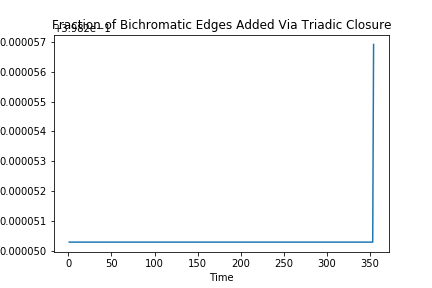 Fraction of Bichromatic Edges Added Via Triadic Closure
+3.982e−1
0.000057
0.000056
0.000055
0.000054
0.000053
0.000052
0.000051
0.000050
0 50 100 150 200 250 300 350
Time